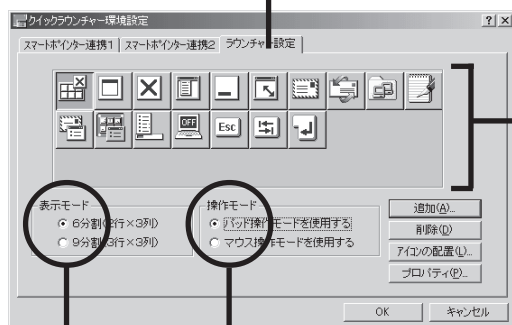 クイックラウンチャー環境設定
スマートポインター連携1 スマートポインター連携2 ラウンチャー設定
OFF Esc
表示モード 操作モード
6分割(2行×3列) パッド操作モードを使用する
9分割(3行×3列) マウス操作モードを使用する
追加(A)...
削除(D)
アイコンの配置(L)...
プロパティ(P)...
OK キャンセル